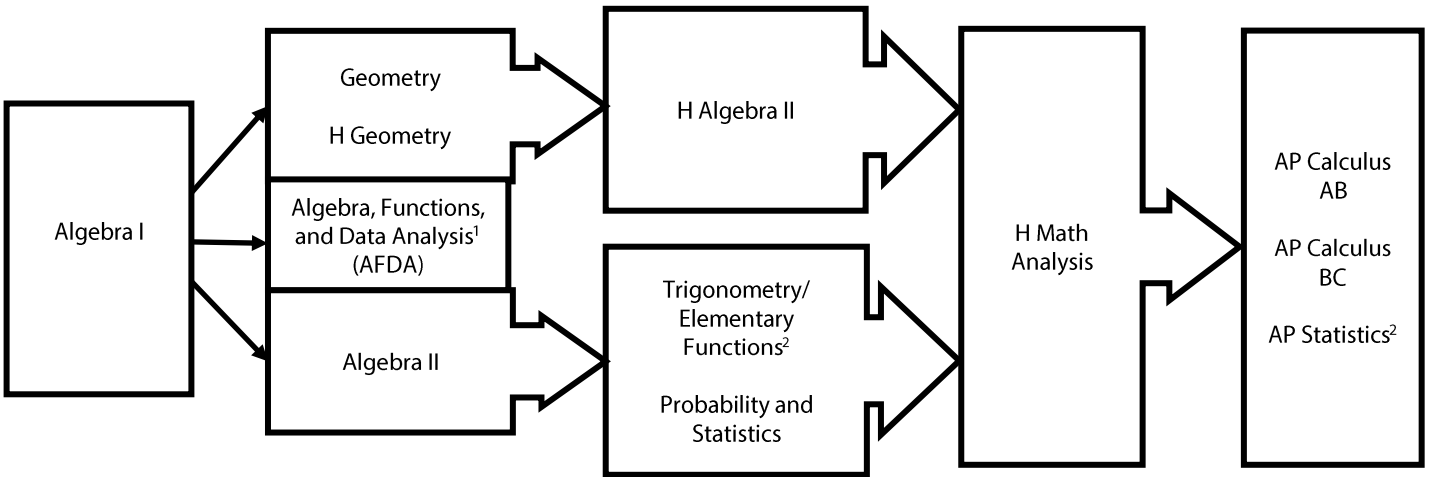 Algebra I
Geometry
H Geometry
Algebra, Functions,
and Data Analysis¹
(AFDA)
Algebra II
H Algebra II
Trigonometry/
Elementary
Functions²
Probability and
Statistics
H Math
Analysis
AP Calculus
AB
AP Calculus
BC
AP Statistics²